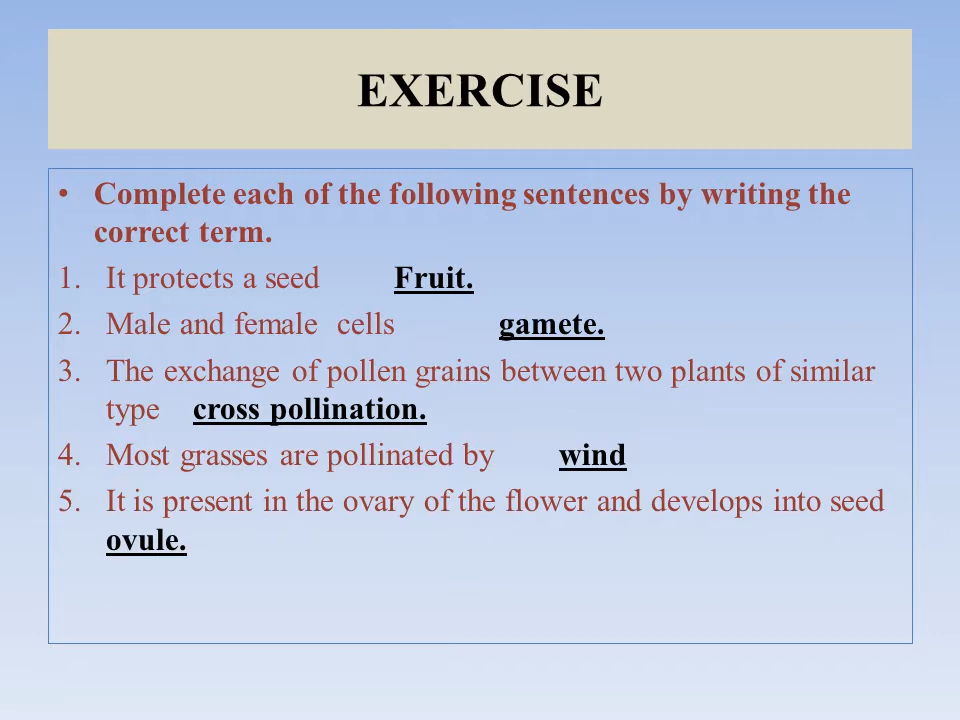 EXERCISE
• Complete each of the following sentences by writing the
correct term.
1. It protects a seed Fruit.
2. Male and female cells gamete.
3. The exchange of pollen grains between two plants of similar
type cross pollination.
4. Most grasses are pollinated by wind
5. It is present in the ovary of the flower and develops into seed
ovule.